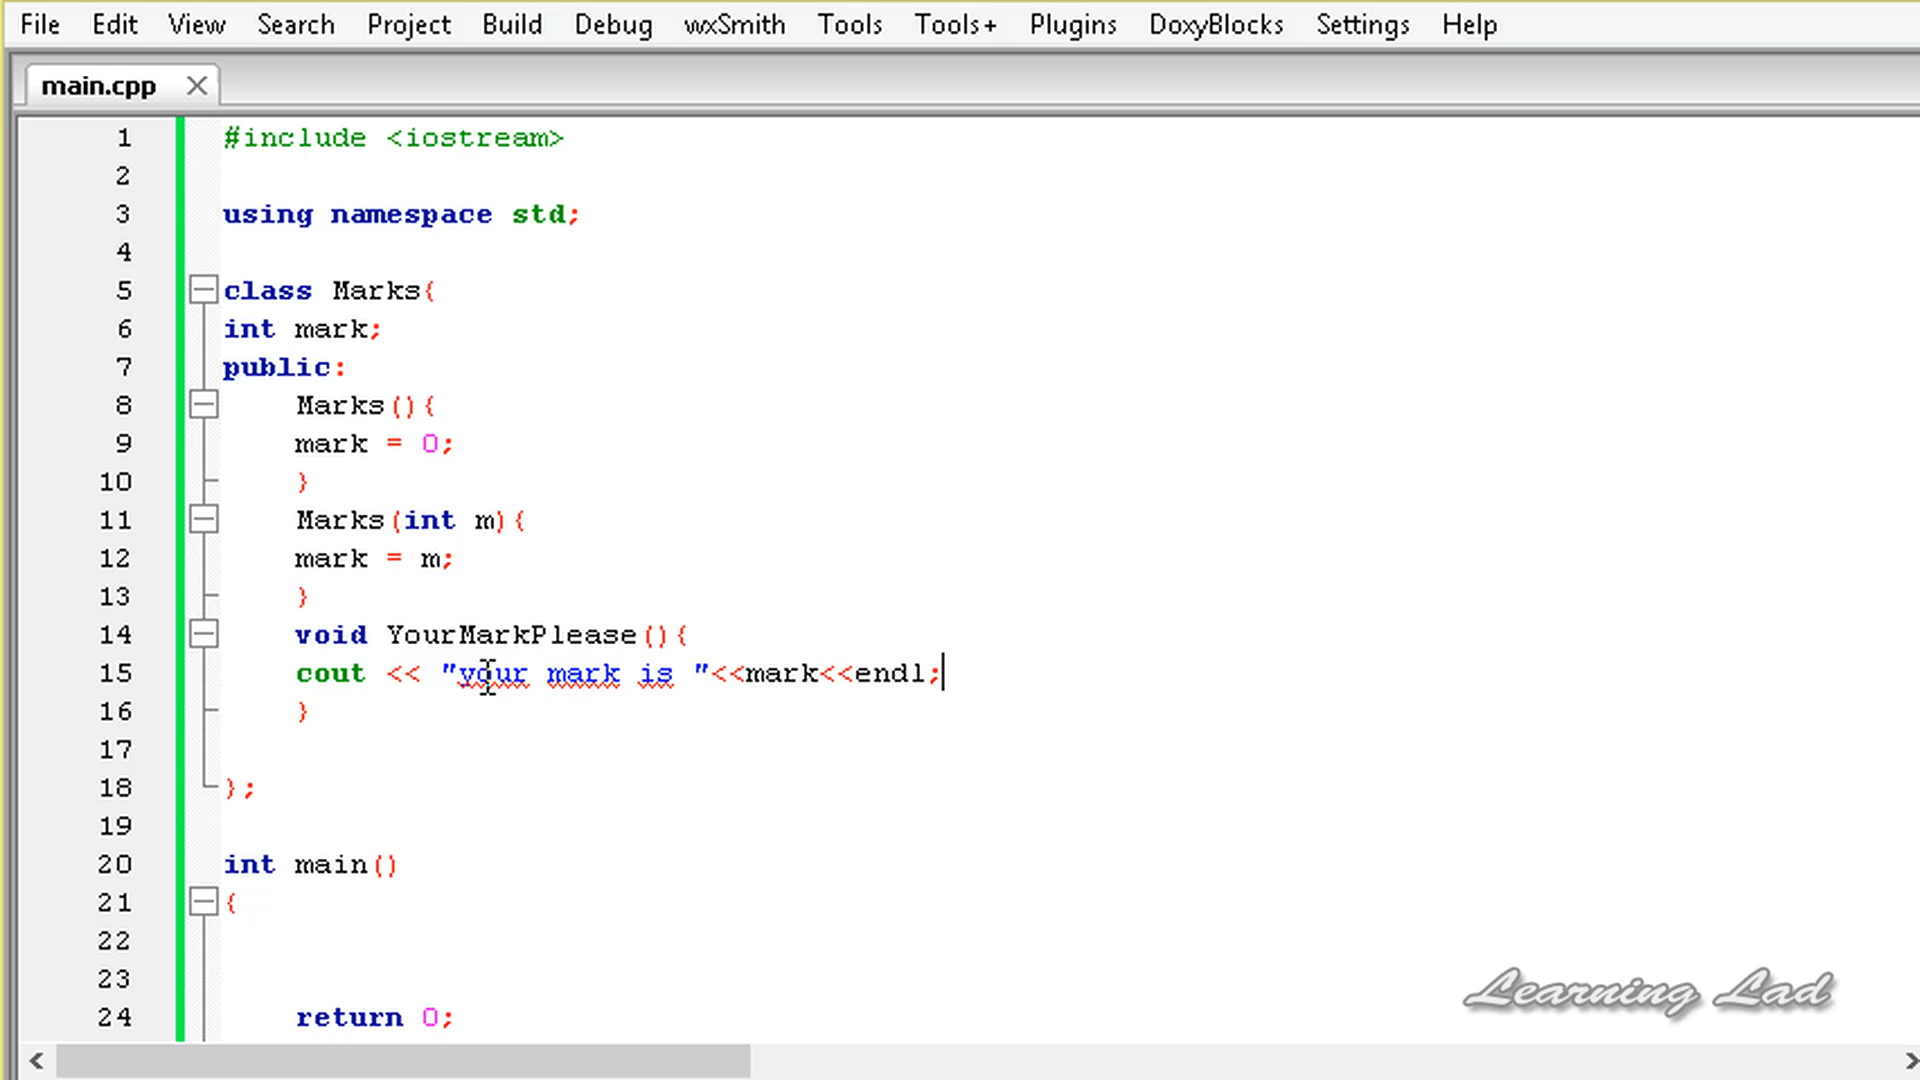 File Edit View Search Project Build Debug wxSmith Tools Tools+ Plugins DoxyBlocks Settings Help
main.cpp
1 #include <iostream>
2
3 using namespace std;
4
5 class Marks{
6 int mark;
7 public:
8 Marks(){
9 mark = 0;
10 }
11 Marks(int m){
12 mark = m;
13 }
14 void YourMarkPlease(){
15 cout << "your mark is "<<mark<<endl;
16 }
17
18 };
19
20 int main()
21 {
22
23
24 return 0;
Learning Lad